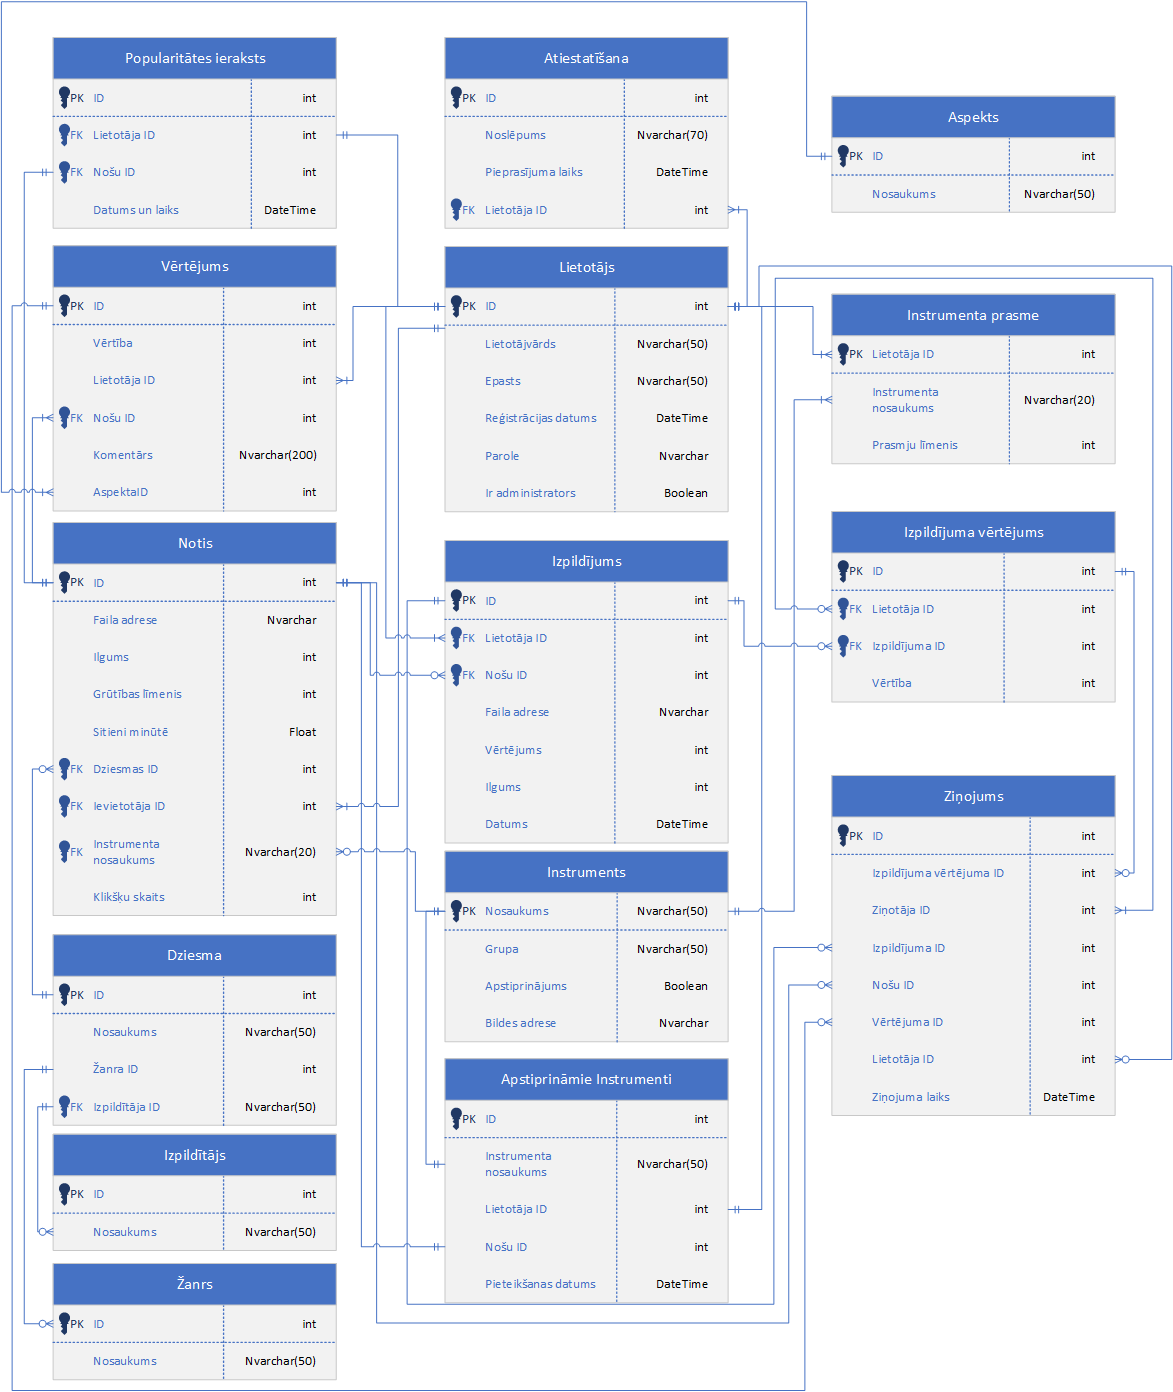 Popularitātes ieraksts
PK ID int
FK Lietotāja ID int
FK Nošu ID int
Datums un laiks DateTime
Vērtējums
PK ID int
Vērtība int
Lietotāja ID int
FK Nošu ID int
Komentārs Nvarchar(200)
AspektaID int
Notis
PK ID int
Faila adrese Nvarchar
Ilgums int
Grūtības līmenis int
Sitieni minūtē Float
FK Dziesmas ID int
FK Ievietotāja ID int
FK Instrumenta
nosaukums Nvarchar(20)
Klikšķu skaits int
Dziesma
PK ID int
Nosaukums Nvarchar(50)
Žanra ID int
FK Izpildītāja ID Nvarchar(50)
Izpildītājs
PK ID int
Nosaukums Nvarchar(50)
Žanrs
PK ID int
Nosaukums Nvarchar(50)
Atiestatīšana
PK ID int
Noslēpums Nvarchar(70)
Pieprasījuma laiks DateTime
FK Lietotāja ID int
Lietotājs
PK ID int
Lietotājvārds Nvarchar(50)
Epasts Nvarchar(50)
Reģistrācijas datums DateTime
Parole Nvarchar
Ir administrators Boolean
Izpildījums
PK ID int
FK Lietotāja ID int
FK Nošu ID int
Faila adrese Nvarchar
Vērtējums int
Ilgums int
Datums DateTime
Instruments
PK Nosaukums Nvarchar(50)
Grupa Nvarchar(50)
Apstiprinājums Boolean
Bildes adrese Nvarchar
Apstiprināmie Instrumenti
PK ID int
Instrumenta
nosaukums Nvarchar(50)
Lietotāja ID int
Nošu ID int
Pieteikšanas datums DateTime
Aspekts
PK ID int
Nosaukums Nvarchar(50)
Instrumenta prasme
PK Lietotāja ID int
Instrumenta
nosaukums Nvarchar(20)
Prasmju līmenis int
Izpildījuma vērtējums
PK ID int
FK Lietotāja ID int
FK Izpildījuma ID int
Vērtība int
Ziņojums
PK ID int
Izpildījuma vērtējuma ID int
Ziņotāja ID int
Izpildījuma ID int
Nošu ID int
Vērtējuma ID int
Lietotāja ID int
Ziņojuma laiks DateTime